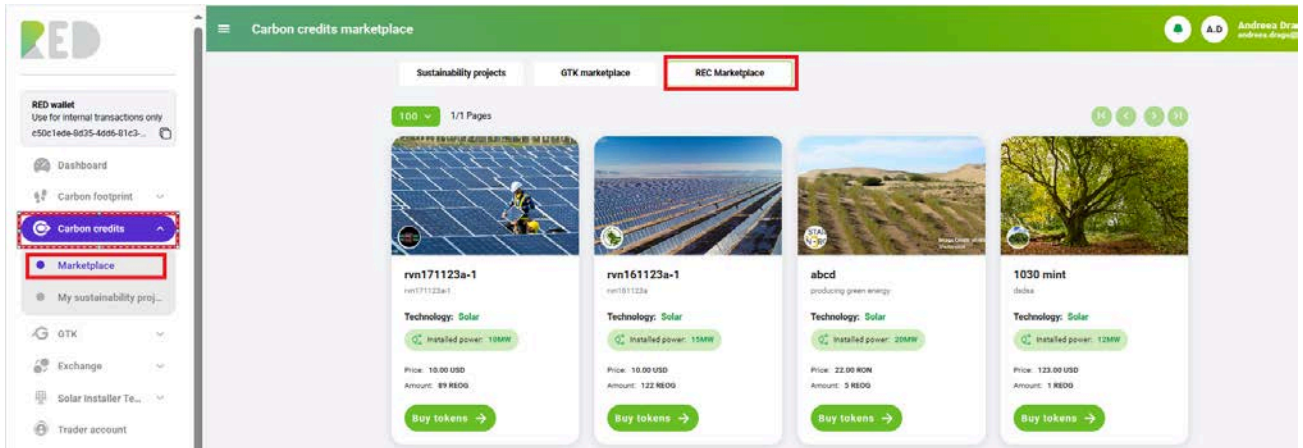 RED
Carbon credits marketplace
A.D
Andreea Dra
andreea.dragu@
RED wallet
Use for internal transactions only
c50c1ede-8d35-4dd6-81c3-...
Dashboard
Carbon footprint
Carbon credits
Marketplace
My sustainability proj...
GTK
Exchange
Solar Installer Te...
Trader account
Sustainability projects
GTK marketplace
REC Marketplace
100
1/1 Pages
rvn171123a-1
rvn171123a-1
Technology: Solar
Installed power: 10MW
Price: 10.00 USD
Amount: 89 REOG
Buy tokens
rvn161123a-1
rvn161123a
Technology: Solar
Installed power: 15MW
Price: 10.00 USD
Amount: 122 REOG
Buy tokens
abcd
producing green energy
Technology: Solar
Installed power: 20MW
Price: 22.00 RON
Amount: 5 REOG
Buy tokens
1030 mint
Technology: Solar
Installed power: 12MW
Price: 123.00 USD
Amount: 1 REOG
Buy tokens